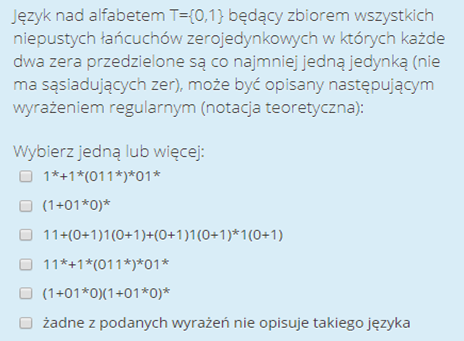 Język nad alfabetem T={0,1} będący zbiorem wszystkich
niepustych łańcuchów zerojedynkowych w których każde
dwa zera przedzielone są co najmniej jedną jedynką (nie
ma sąsiadujących zer), może być opisany następującym
wyrażeniem regularnym (notacja teoretyczna):
Wybierz jedną lub więcej:
1*+1*(011*)*01*
(1+01*0)*
11+(0+1)1(0+1)+(0+1)1(0+1)*1(0+1)
11*+1*(011*)*01*
(1+01*0)(1+01*0)*
żadne z podanych wyrażeń nie opisuje takiego języka